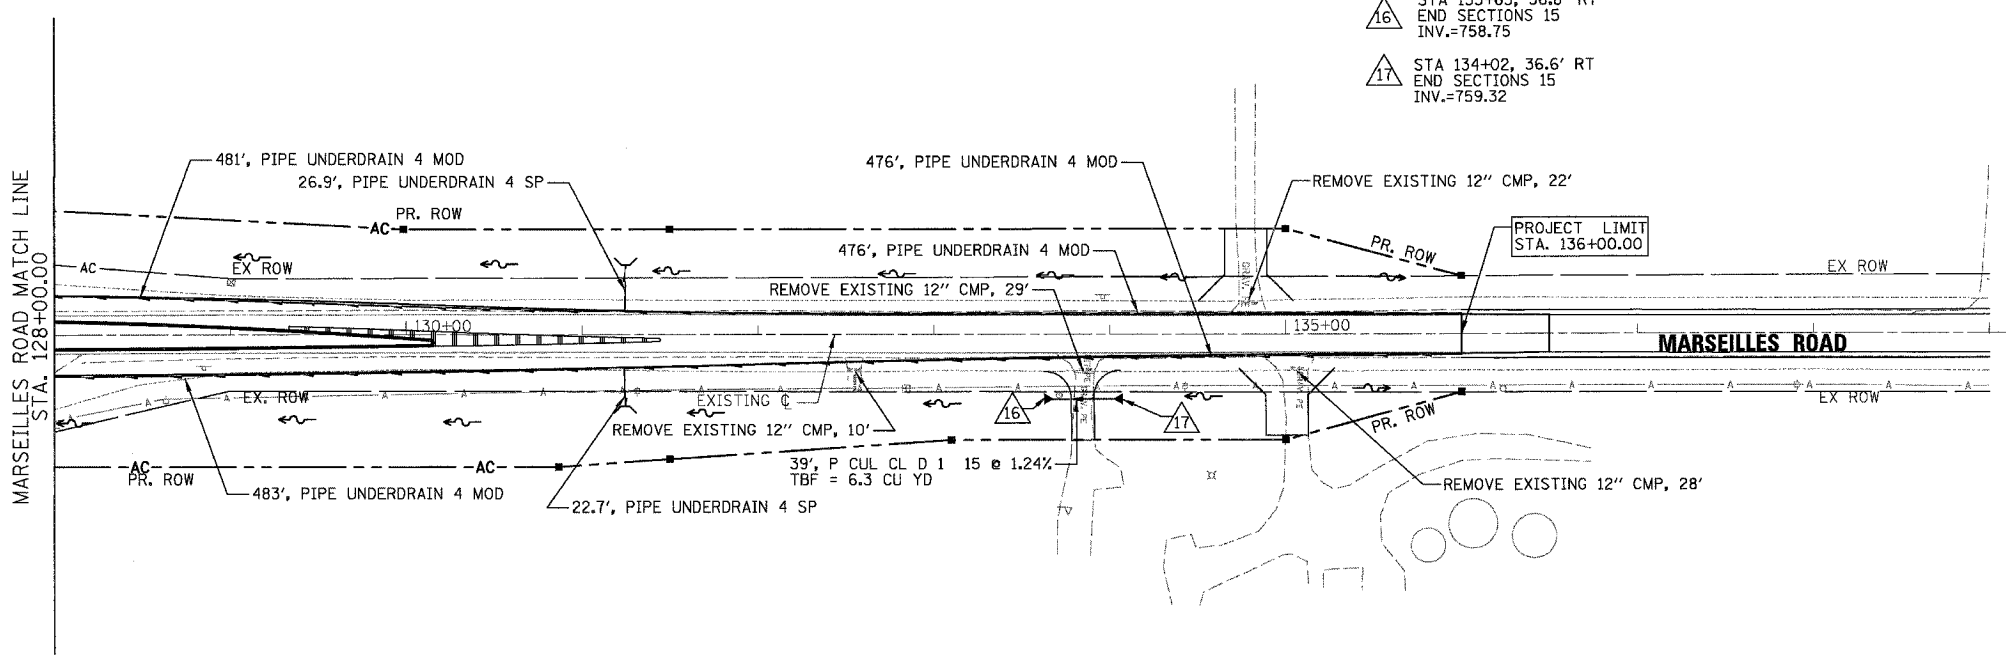 16
END SECTIONS 15
INV.=758.75
17
STA 134+02, 36.6' RT
END SECTIONS 15
INV.=759.32
MARSEILLES ROAD MATCH LINE
STA. 128+00.00
481', PIPE UNDERDRAIN 4 MOD
26.9', PIPE UNDERDRAIN 4 SP
476', PIPE UNDERDRAIN 4 MOD
REMOVE EXISTING 12" CMP, 22'
PROJECT LIMIT
STA. 136+00.00
AC
PR. ROW
PR. ROW
476', PIPE UNDERDRAIN 4 MOD
AC
EX ROW
EX ROW
REMOVE EXISTING 12" CMP, 29'
130+00
135+00
MARSEILLES ROAD
EX. ROW
EXISTING ℄
EX ROW
16
17
PR. ROW
REMOVE EXISTING 12" CMP, 10'
AC
AC
PR. ROW
39', P CUL CL D 1 15 @ 1.24%
TBF = 6.3 CU YD
483', PIPE UNDERDRAIN 4 MOD
22.7', PIPE UNDERDRAIN 4 SP
REMOVE EXISTING 12" CMP, 28'